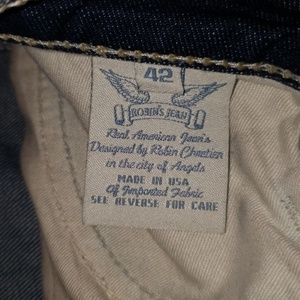 42
ROBIN'S JEAN
Real American Jean's
Designed by Robin Chretien
in the city of Angels
MADE IN USA
Of Imported Fabric
SEE REVERSE FOR CARE